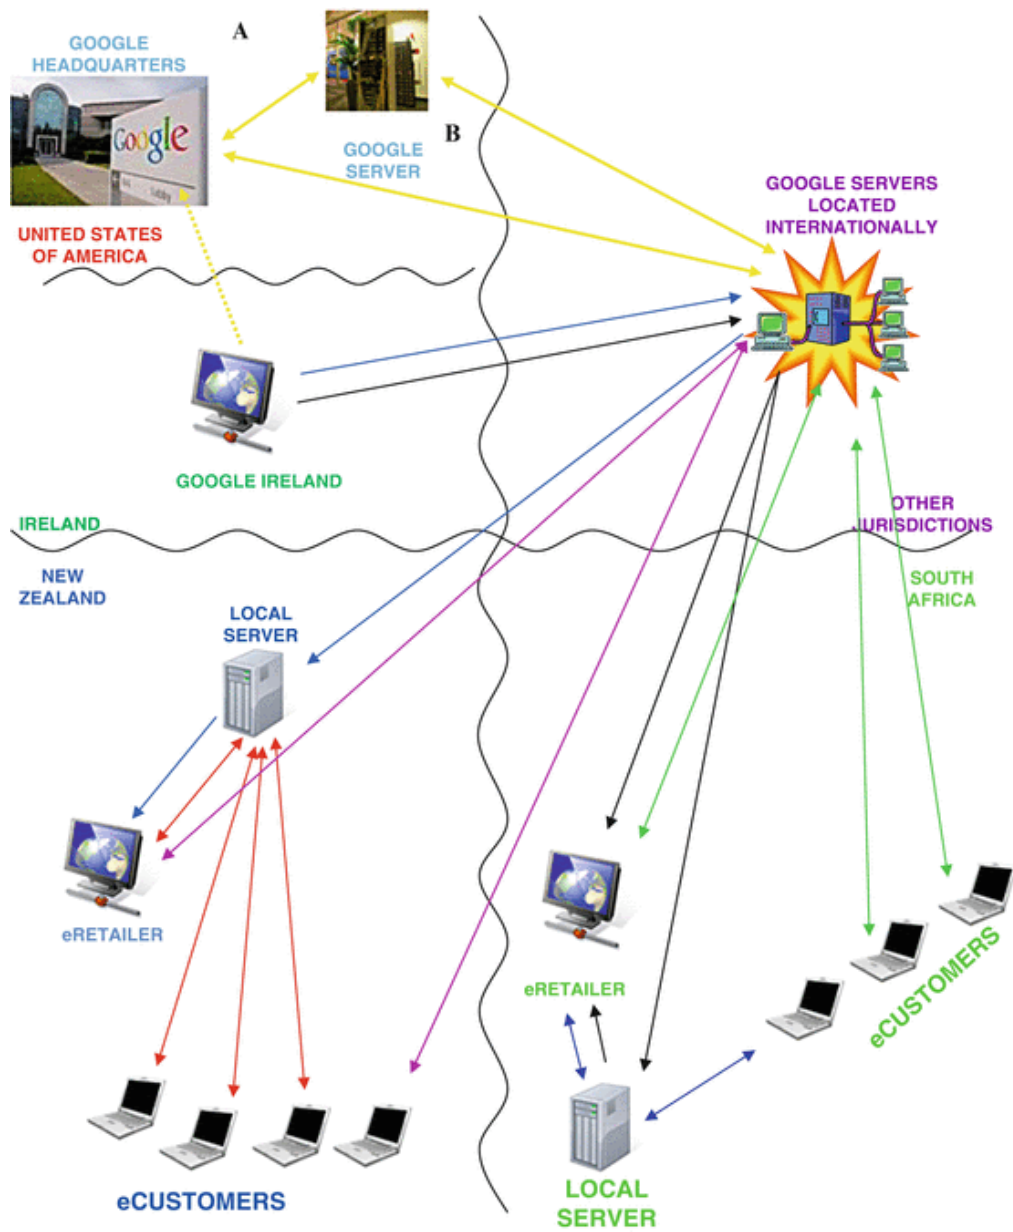 A
GOOGLE
HEADQUARTERS
Google
Lobby
B
GOOGLE
SERVER
GOOGLE SERVERS
LOCATED
INTERNATIONALLY
UNITED STATES
OF AMERICA
GOOGLE IRELAND
IRELAND
OTHER
JURISDICTIONS
NEW
ZEALAND
SOUTH
AFRICA
LOCAL
SERVER
eRETAILER
eRETAILER
eCUSTOMERS
eCUSTOMERS
LOCAL
SERVER